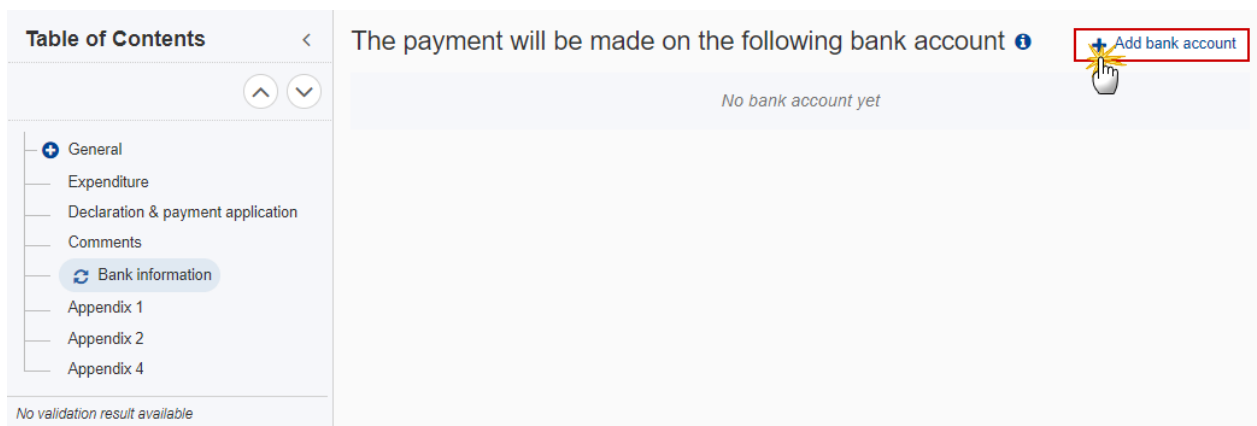 Table of Contents
The payment will be made on the following bank account
Add bank account
No bank account yet
General
Expenditure
Declaration & payment application
Comments
Bank information
Appendix 1
Appendix 2
Appendix 4
No validation result available